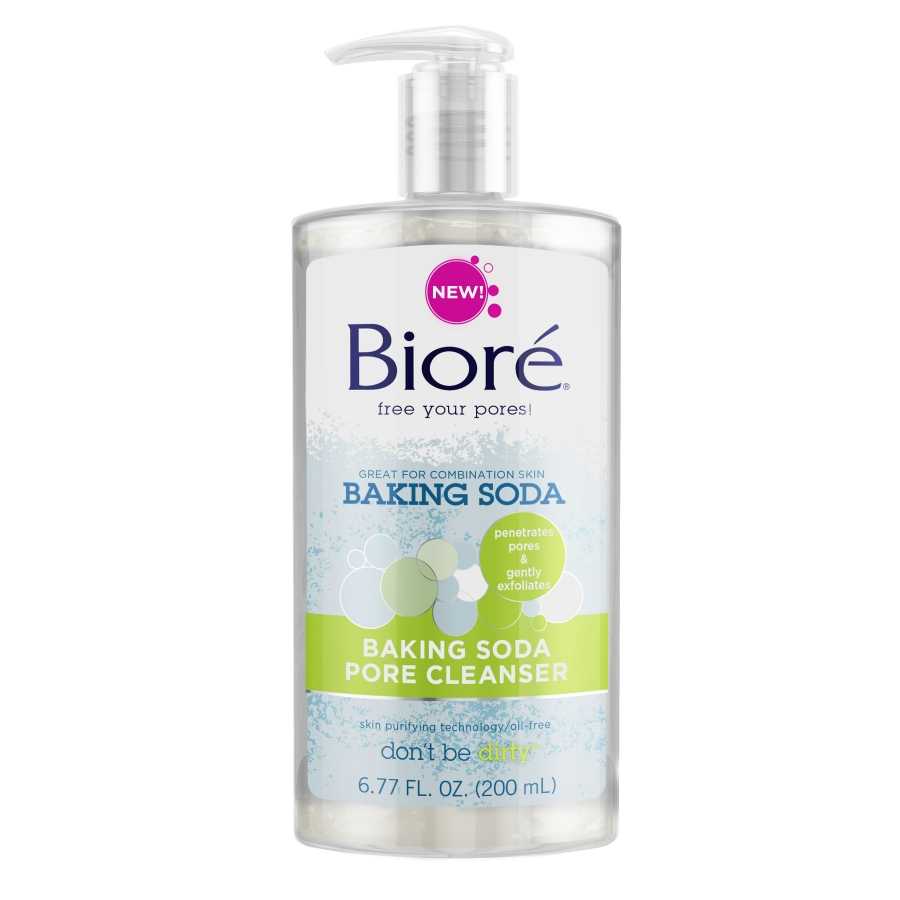 NEW!
Bioré®
free your pores!
GREAT FOR COMBINATION SKIN
BAKING SODA
penetrates
pores
&
gently
exfoliates
BAKING SODA
PORE CLEANSER
skin purifying technology/oil-free
don't be dirty™
6.77 FL. OZ. (200 mL)